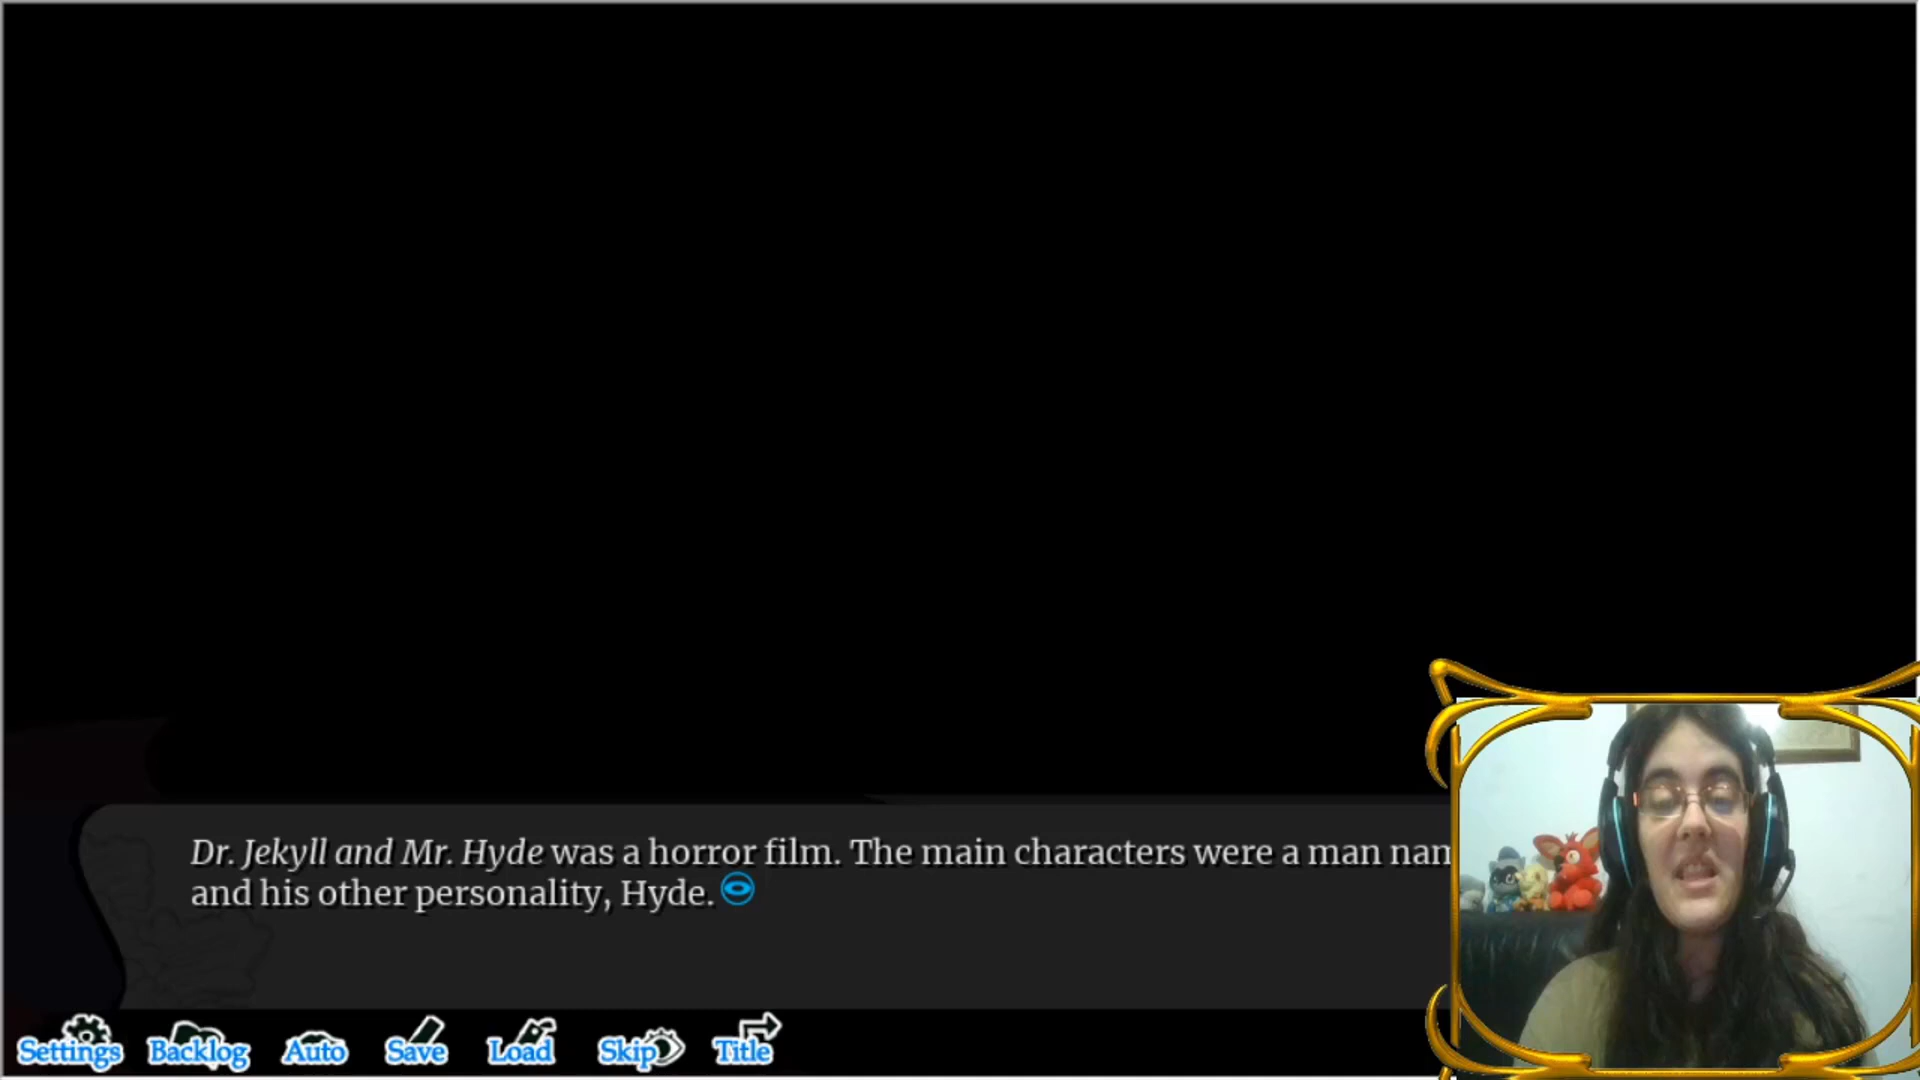 Dr. Jekyll and Mr. Hyde was a horror film. The main characters were a man
and his other personality, Hyde.
Settings Backlog Auto Save Load Skip Title